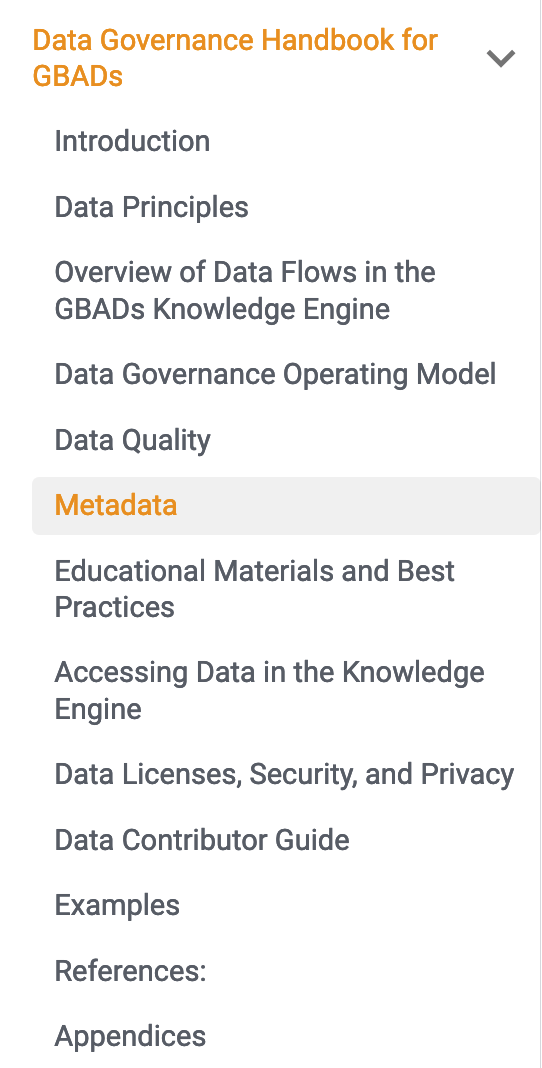 Data Governance Handbook for
GBADs
Introduction
Data Principles
Overview of Data Flows in the
GBADs Knowledge Engine
Data Governance Operating Model
Data Quality
Metadata
Educational Materials and Best
Practices
Accessing Data in the Knowledge
Engine
Data Licenses, Security, and Privacy
Data Contributor Guide
Examples
References:
Appendices